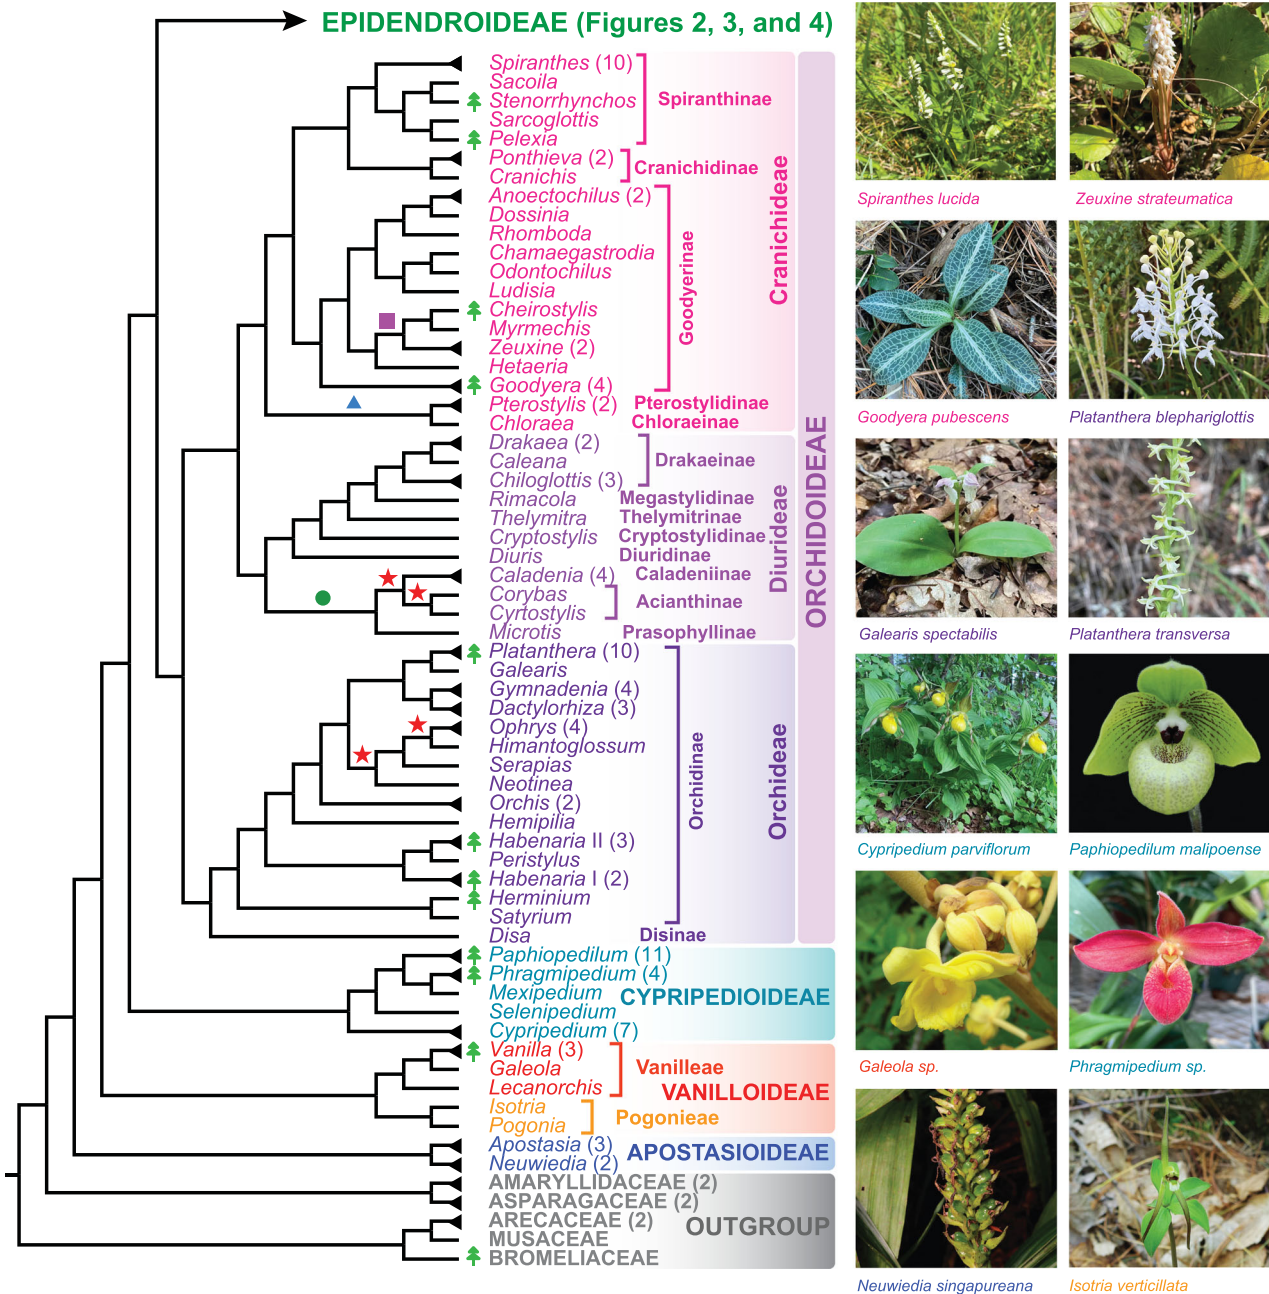 EPIDENDROIDEAE (Figures 2, 3, and 4)
Spiranthes (10)
Sacoila
Stenorrhynchos
Sarcoglottis
Pelexia
Spiranthinae
Ponthieva (2)
Cranichis
Cranichidinae
Anoectochilus (2)
Dossinia
Rhomboda
Chamaegastrodia
Odontochilus
Ludisia
Cheirostylis
Myrmechis
Zeuxine (2)
Hetaeria
Goodyera (4)
Goodyerinae
Pterostylis (2) Pterostylidinae
Chloraea Chloraeinae
Cranichideae
Drakaea (2)
Caleana
Chiloglottis (3)
Drakaeinae
Rimacola Megastylidinae
Thelymitra Thelymitrinae
Cryptostylis Cryptostylidinae
Diuris Diuridinae
Caladenia (4) Caladeniinae
Corybas
Cyrtostylis
Acianthinae
Microtis Prasophyllinae
Diurideae
Platanthera (10)
Galearis
Gymnadenia (4)
Dactylorhiza (3)
Ophrys (4)
Himantoglossum
Serapias
Neotinea
Orchis (2)
Hemipilia
Habenaria II (3)
Peristylus
Habenaria I (2)
Herminium
Satyrium
Orchidinae
Disa Disinae
Orchideae
ORCHIDOIDEAE
Paphiopedilum (11)
Phragmipedium (4)
Mexipedium
Selenipedium
Cypripedium (7)
CYPRIPEDIOIDEAE
Vanilla (3)
Galeola
Lecanorchis
Vanilleae
VANILLOIDEAE
Isotria
Pogonia
Pogonieae
Apostasia (3)
Neuwiedia (2)
APOSTASIOIDEAE
AMARYLLIDACEAE (2)
ASPARAGACEAE (2)
ARECACEAE (2)
MUSACEAE
BROMELIACEAE
OUTGROUP
Spiranthes lucida
Zeuxine strateumatica
Goodyera pubescens
Platanthera blephariglottis
Galearis spectabilis
Platanthera transversa
Cypripedium parviflorum
Paphiopedilum malipoense
Galeola sp.
Phragmipedium sp.
Neuwiedia singapureana
Isotria verticillata